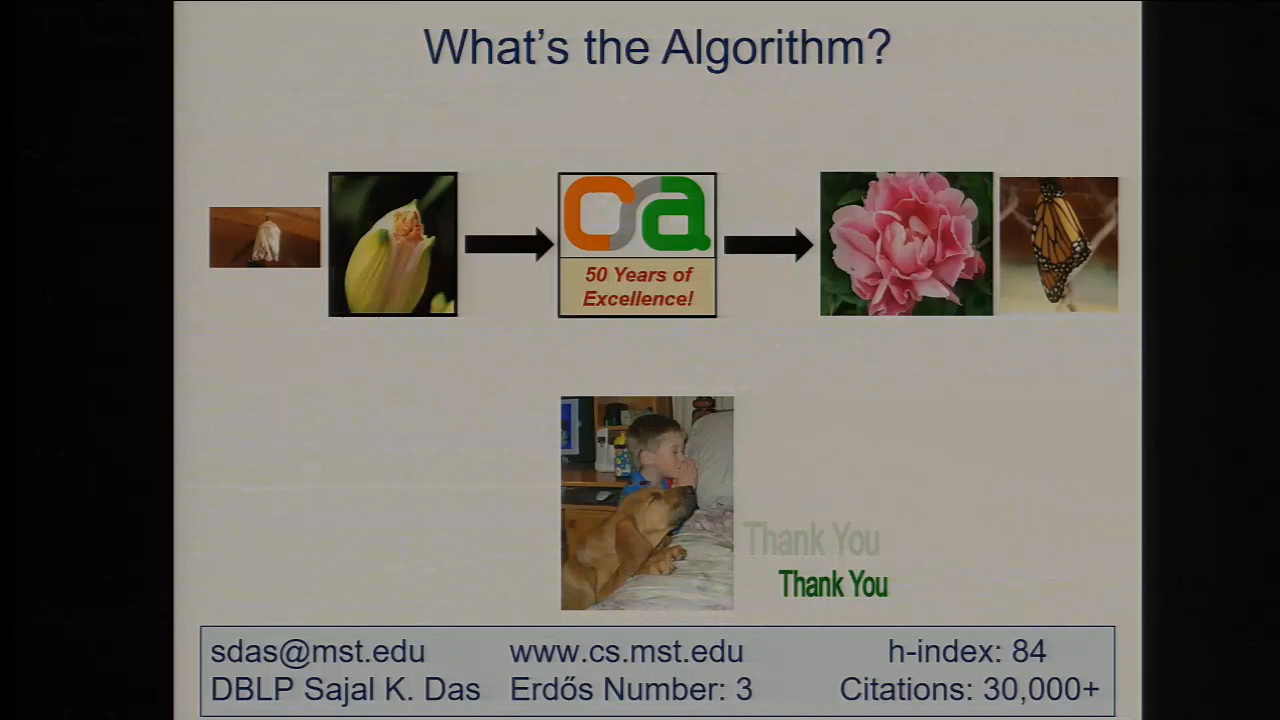 What's the Algorithm?
csa
50 Years of
Excellence!
Thank You
Thank You
sdas@mst.edu
www.cs.mst.edu
h-index: 84
DBLP Sajal K. Das
Erdős Number: 3
Citations: 30,000+